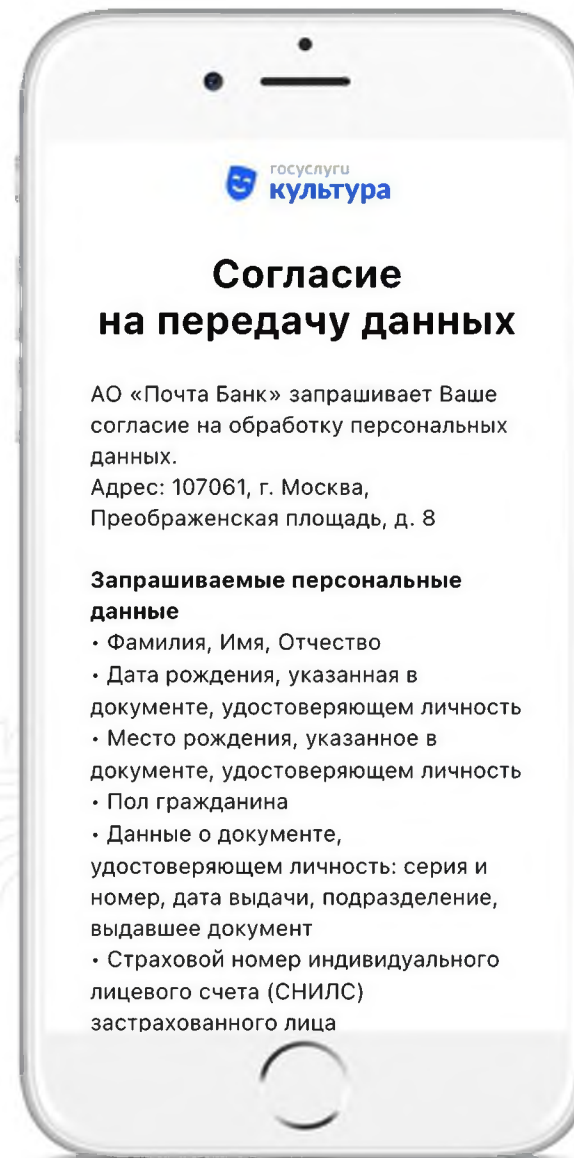 госуслуги
культура
Согласие
на передачу данных
АО «Почта Банк» запрашивает Ваше
согласие на обработку персональных
данных.
Адрес: 107061, г. Москва,
Преображенская площадь, д. 8
Запрашиваемые персональные
данные
• Фамилия, Имя, Отчество
• Дата рождения, указанная в
документе, удостоверяющем личность
• Место рождения, указанное в
документе, удостоверяющем личность
• Пол гражданина
• Данные о документе,
удостоверяющем личность: серия и
номер, дата выдачи, подразделение,
выдавшее документ
• Страховой номер индивидуального
лицевого счета (СНИЛС)
застрахованного лица